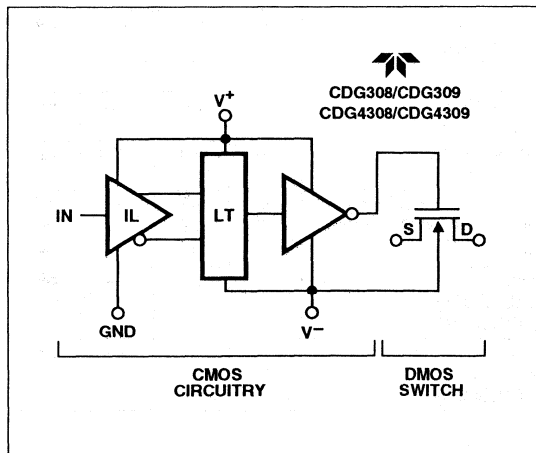 CDG308/CDG309
CDG4308/CDG4309
V+
IN
IL
LT
S
D
GND
V−
CMOS
CIRCUITRY
DMOS
SWITCH